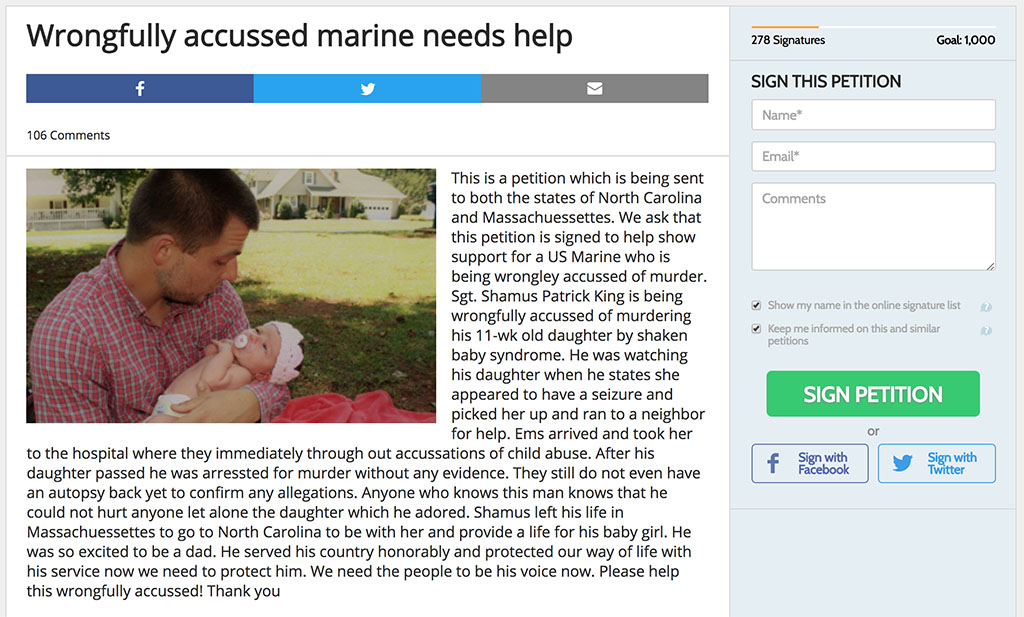 Wrongfully accussed marine needs help
106 Comments
This is a petition which is being sent
to both the states of North Carolina
and Massachuessettes. We ask that
this petition is signed to help show
support for a US Marine who is
being wrongley accussed of murder.
Sgt. Shamus Patrick King is being
wrongfully accussed of murdering
his 11-wk old daughter by shaken
baby syndrome. He was watching
his daughter when he states she
appeared to have a seizure and
picked her up and ran to a neighbor
for help. Ems arrived and took her
to the hospital where they immediately through out accussations of child abuse. After his
daughter passed he was arressted for murder without any evidence. They still do not even have
an autopsy back yet to confirm any allegations. Anyone who knows this man knows that he
could not hurt anyone let alone the daughter which he adored. Shamus left his life in
Massachuessettes to go to North Carolina to be with her and provide a life for his baby girl. He
was so excited to be a dad. He served his country honorably and protected our way of life with
his service now we need to protect him. We need the people to be his voice now. Please help
this wrongfully accussed! Thank you
278 Signatures
Goal: 1,000
SIGN THIS PETITION
Name*
Email*
Comments
Show my name in the online signature list
Keep me informed on this and similar
petitions
SIGN PETITION
or
Sign with
Facebook
Sign with
Twitter